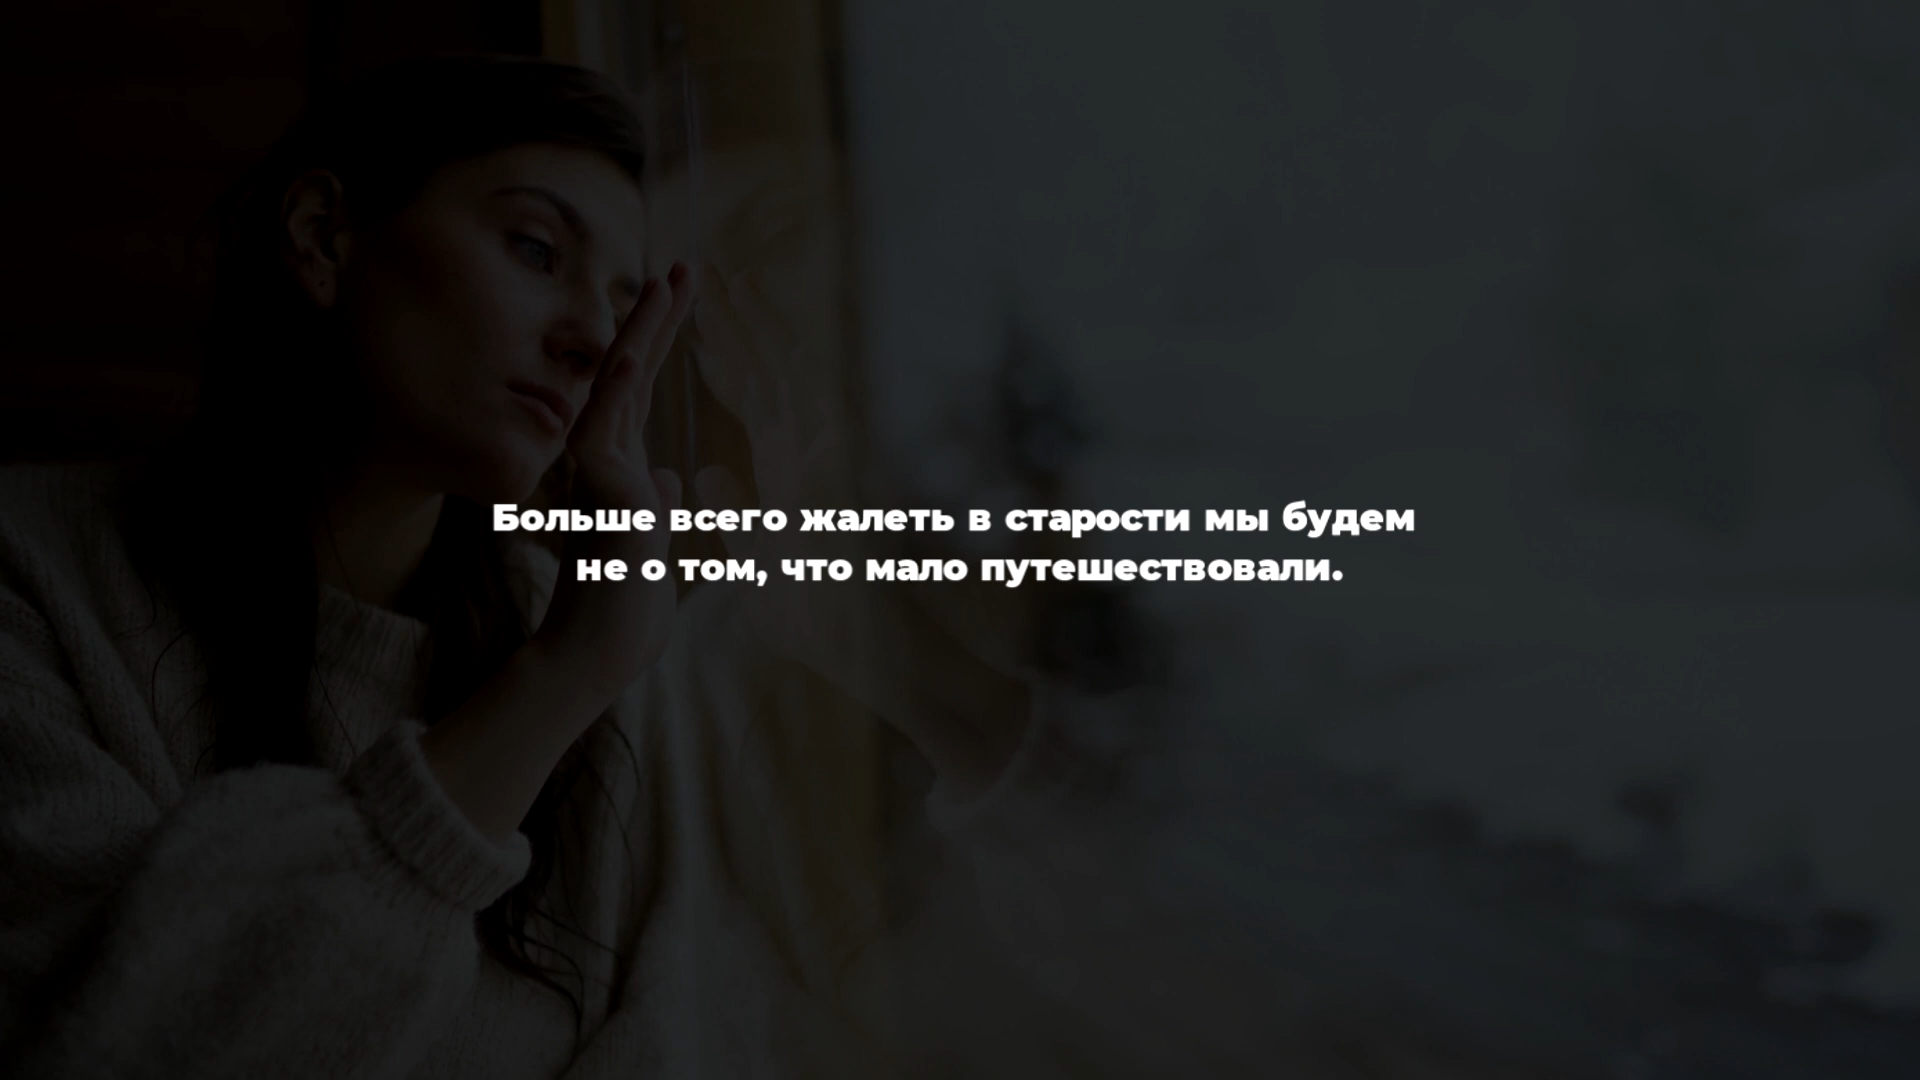 Больше всего жалеть в старости мы будем
не о том, что мало путешествовали.